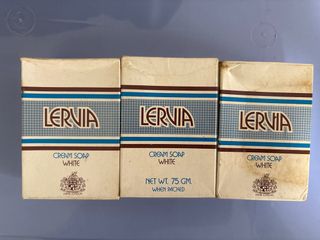 LERVIA
CREAM SOAP
WHITE
LERVIA
CREAM SOAP
WHITE
NET WT. 75 GM.
WHEN PACKED
LERVIA
CREAM SOAP
WHITE